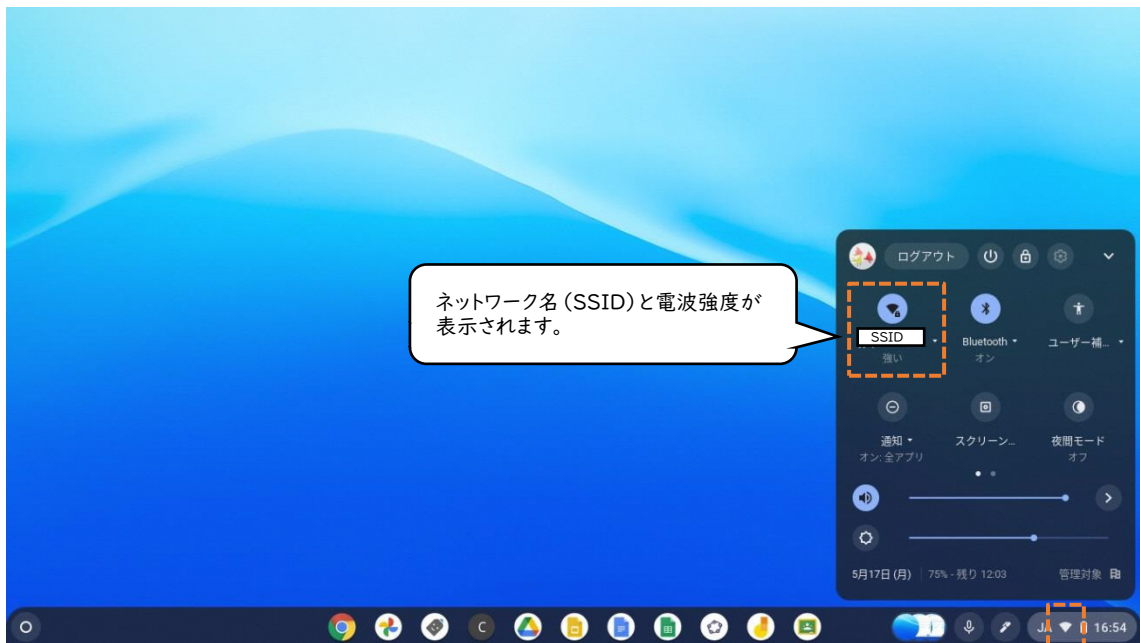 ログアウト
ネットワーク名(SSID)と電波強度が
表示されます。
SSID
強い
Bluetooth
オン
ユーザー補...
通知
オン: 全アプリ
スクリーン...
夜間モード
オフ
5月17日 (月)
75% - 残り 12:03
管理対象
C
JA
16:54